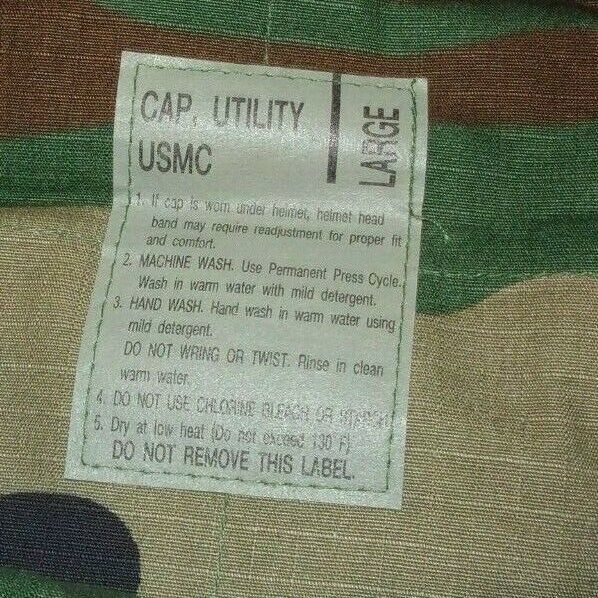 CAP, UTILITY
USMC
LARGE
1. If cap is worn under helmet, helmet head
band may require readjustment for proper fit
and comfort.
2. MACHINE WASH. Use Permanent Press Cycle.
Wash in warm water with mild detergent.
3. HAND WASH. Hand wash in warm water using
mild detergent.
DO NOT WRING OR TWIST. Rinse in clean
warm water.
4. DO NOT USE CHLORINE BLEACH OR STARCH
5. Dry at low heat (Do not exceed 130 F)
DO NOT REMOVE THIS LABEL.